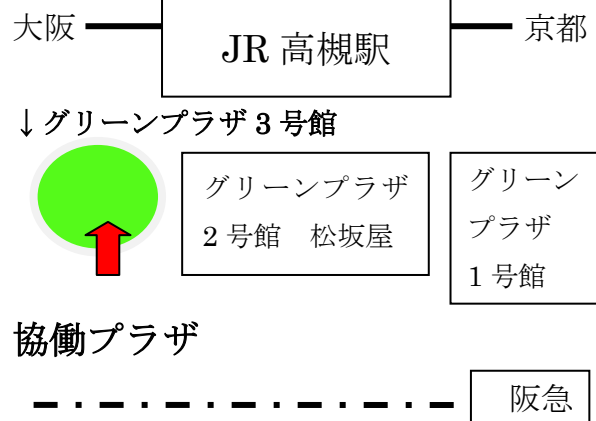 大阪
京都
JR 高槻駅
↓グリーンプラザ 3 号館
グリーンプラザ
2 号館　松坂屋
グリーン
プラザ
1 号館
協働プラザ
阪急